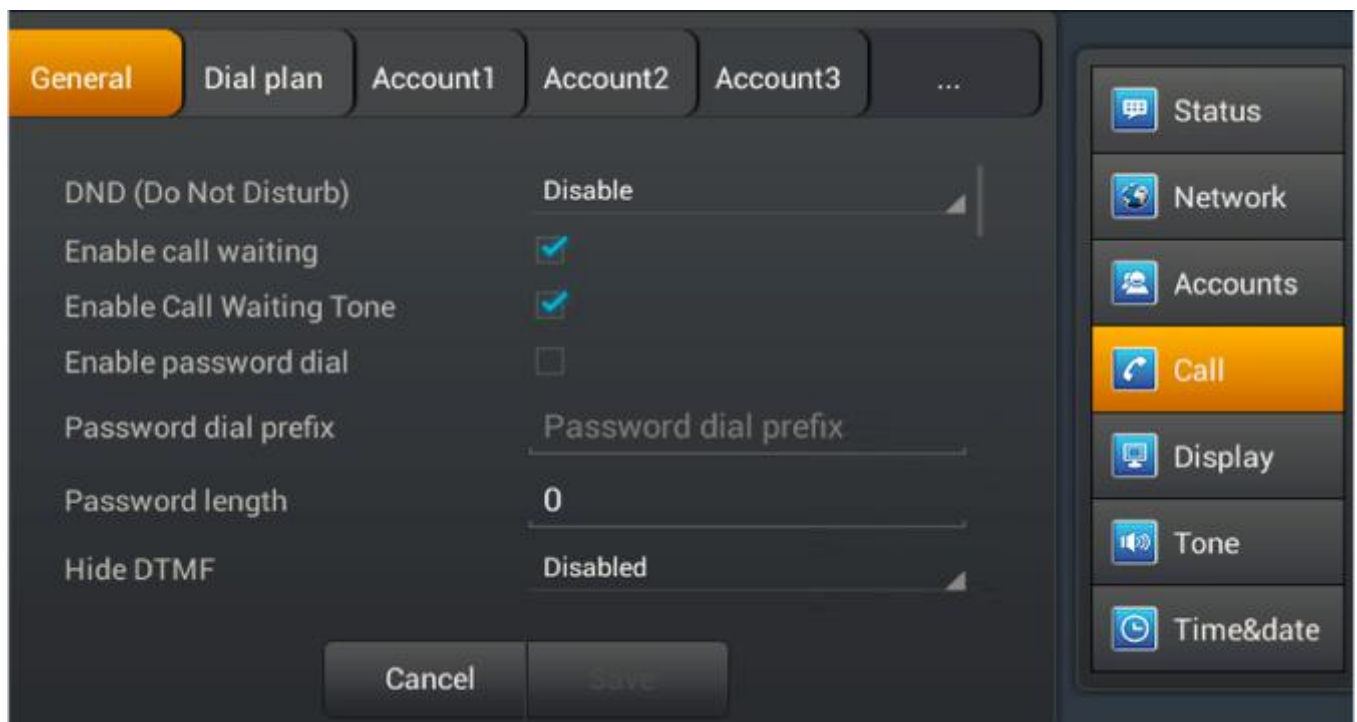 General
Dial plan
Account1
Account2
Account3
...
DND (Do Not Disturb)
Disable
Enable call waiting
Enable Call Waiting Tone
Enable password dial
Password dial prefix
Password dial prefix
Password length
0
Hide DTMF
Disabled
Cancel
Save
Status
Network
Accounts
Call
Display
Tone
Time&date